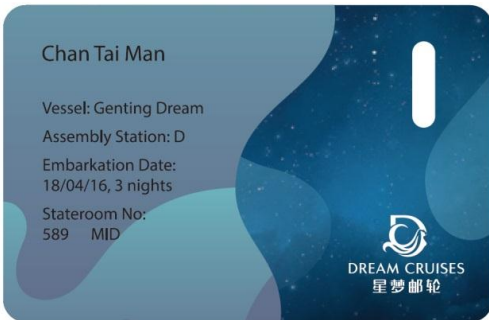 Chan Tai Man
Vessel: Genting Dream
Assembly Station: D
Embarkation Date:
18/04/16, 3 nights
Stateroom No:
589 MID
DREAM CRUISES
星梦邮轮